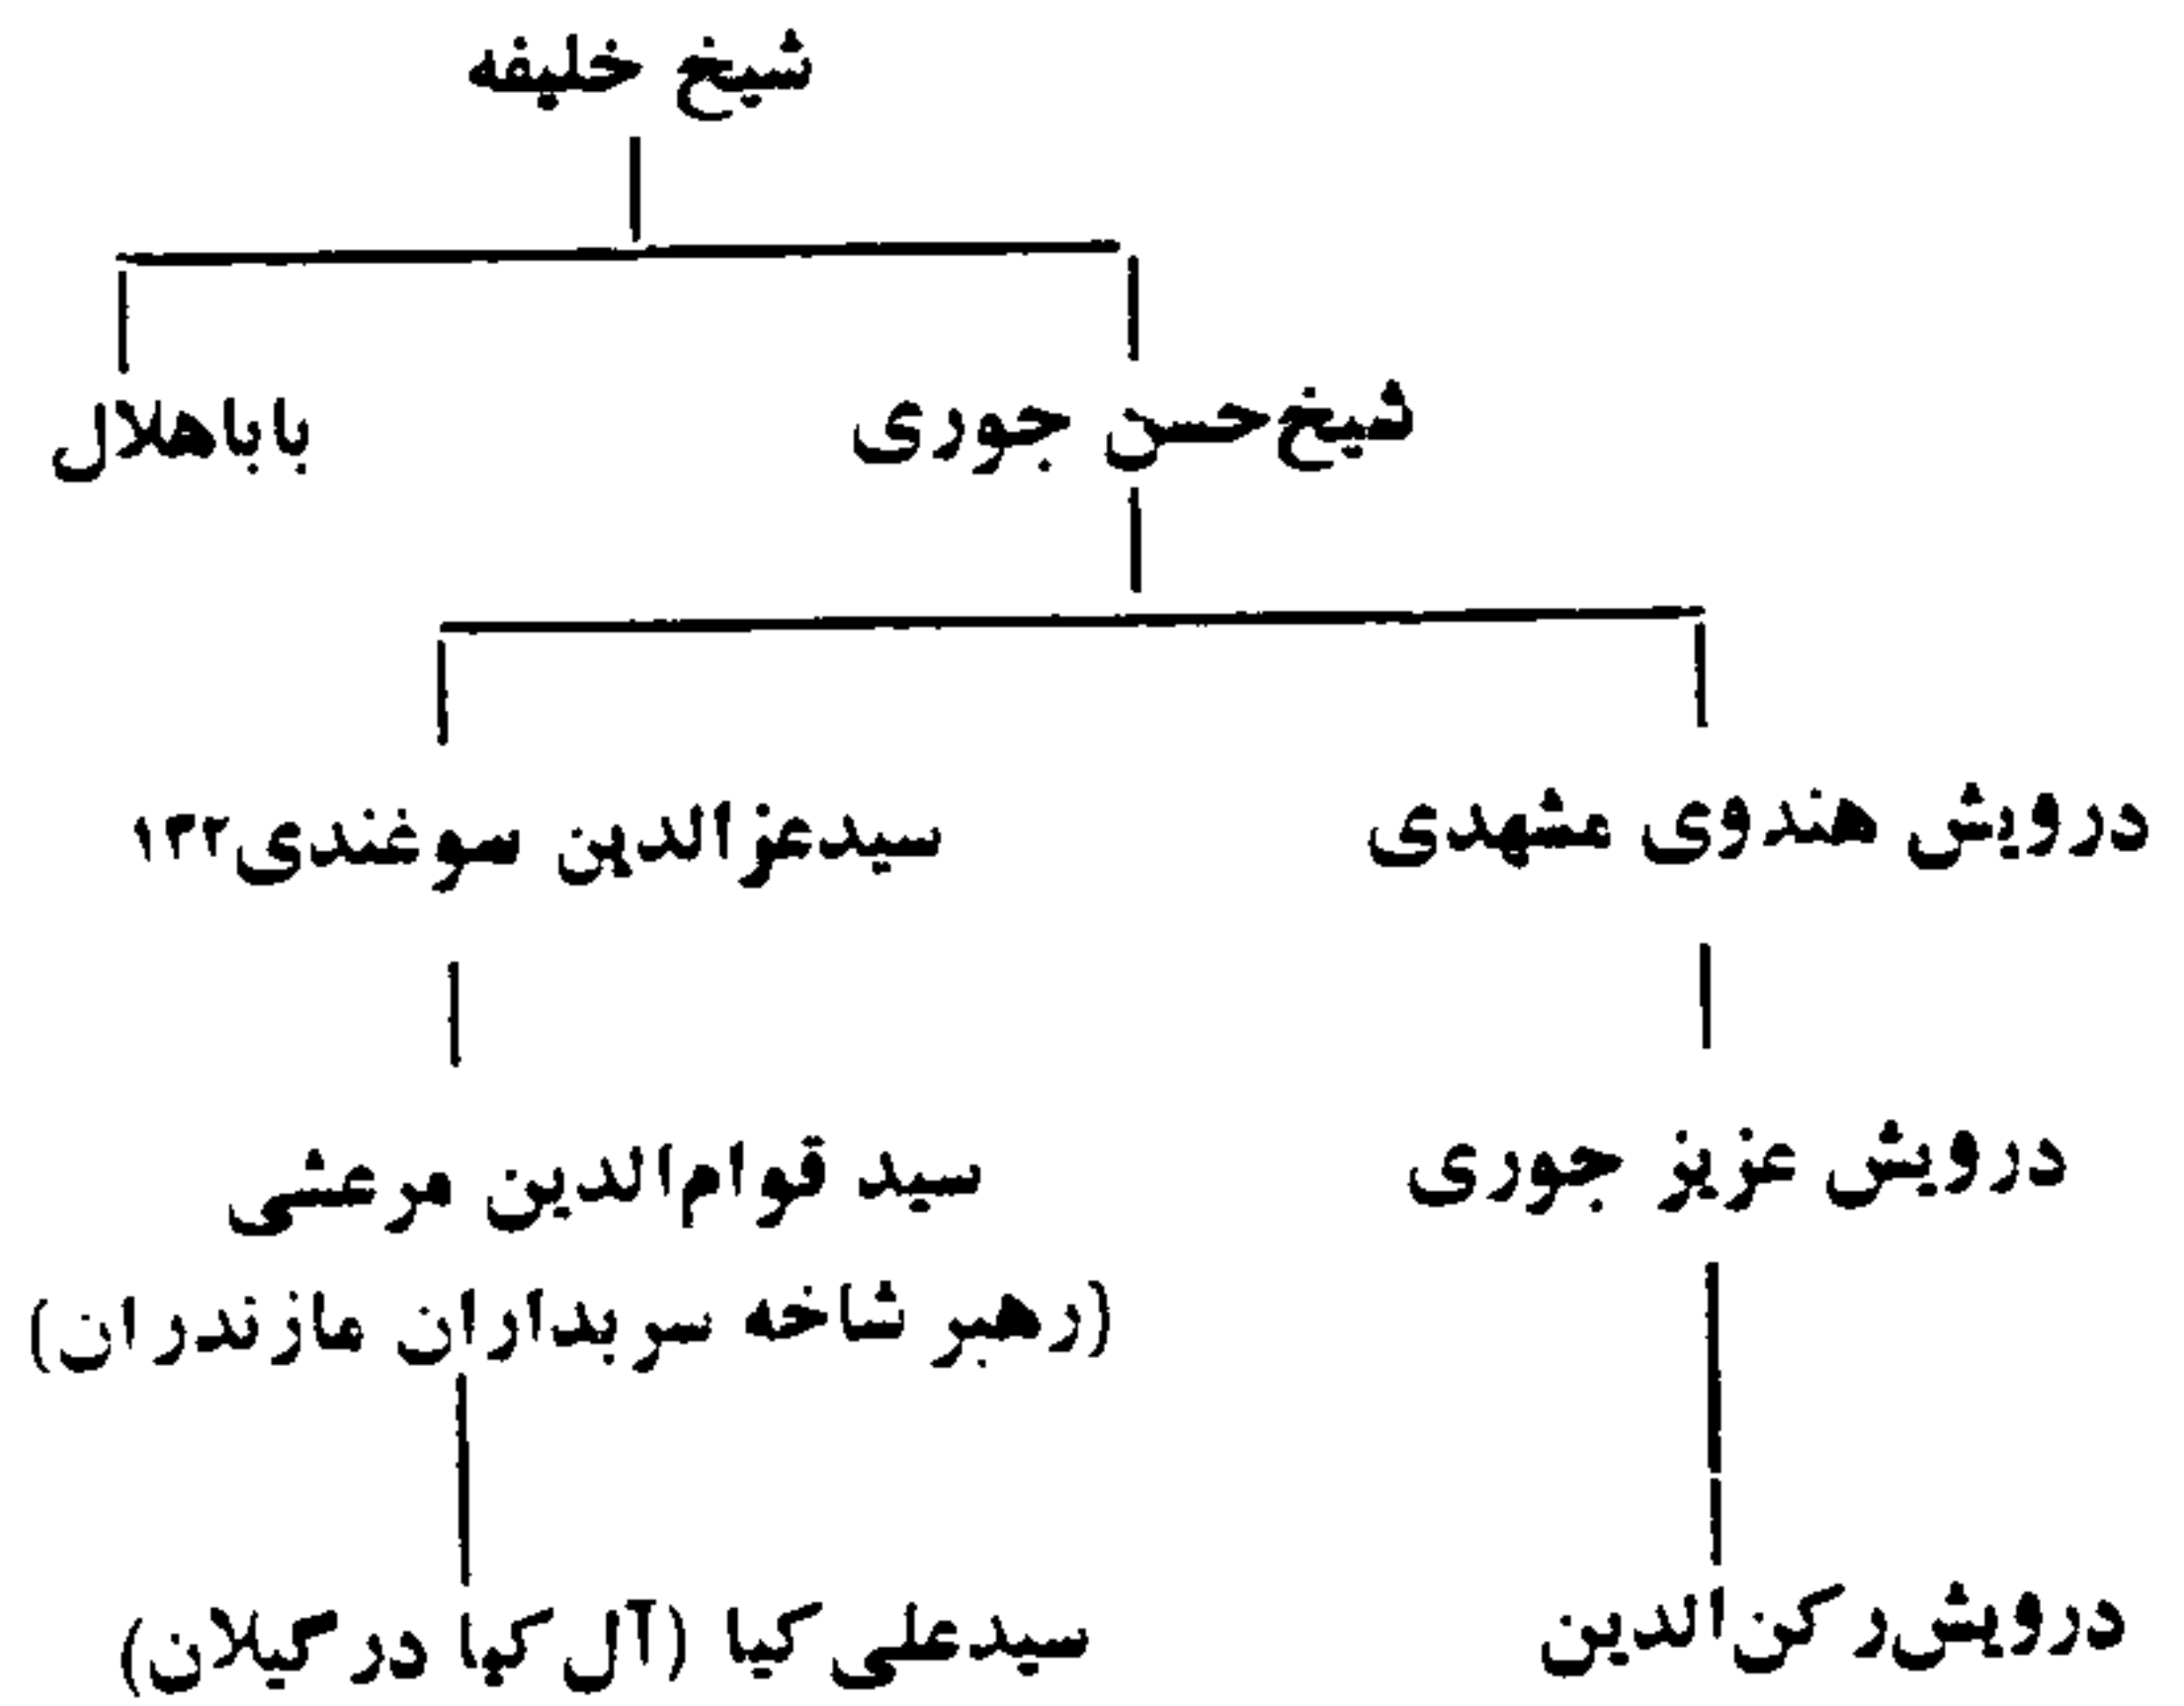 شیخ خلیفه
شیخ‌حسن جوری
باباهلال
درویش هندوی مشهدی
سیدعزالدین سوغندی۱۲۲
درویش عزیز جوری
سید قوام‌الدین مرعشی
(رهبر شاخه سربداران مازندران)
درویش‌رکن‌الدین
سیدعلی‌کیا (آل‌کیا در گیلان)